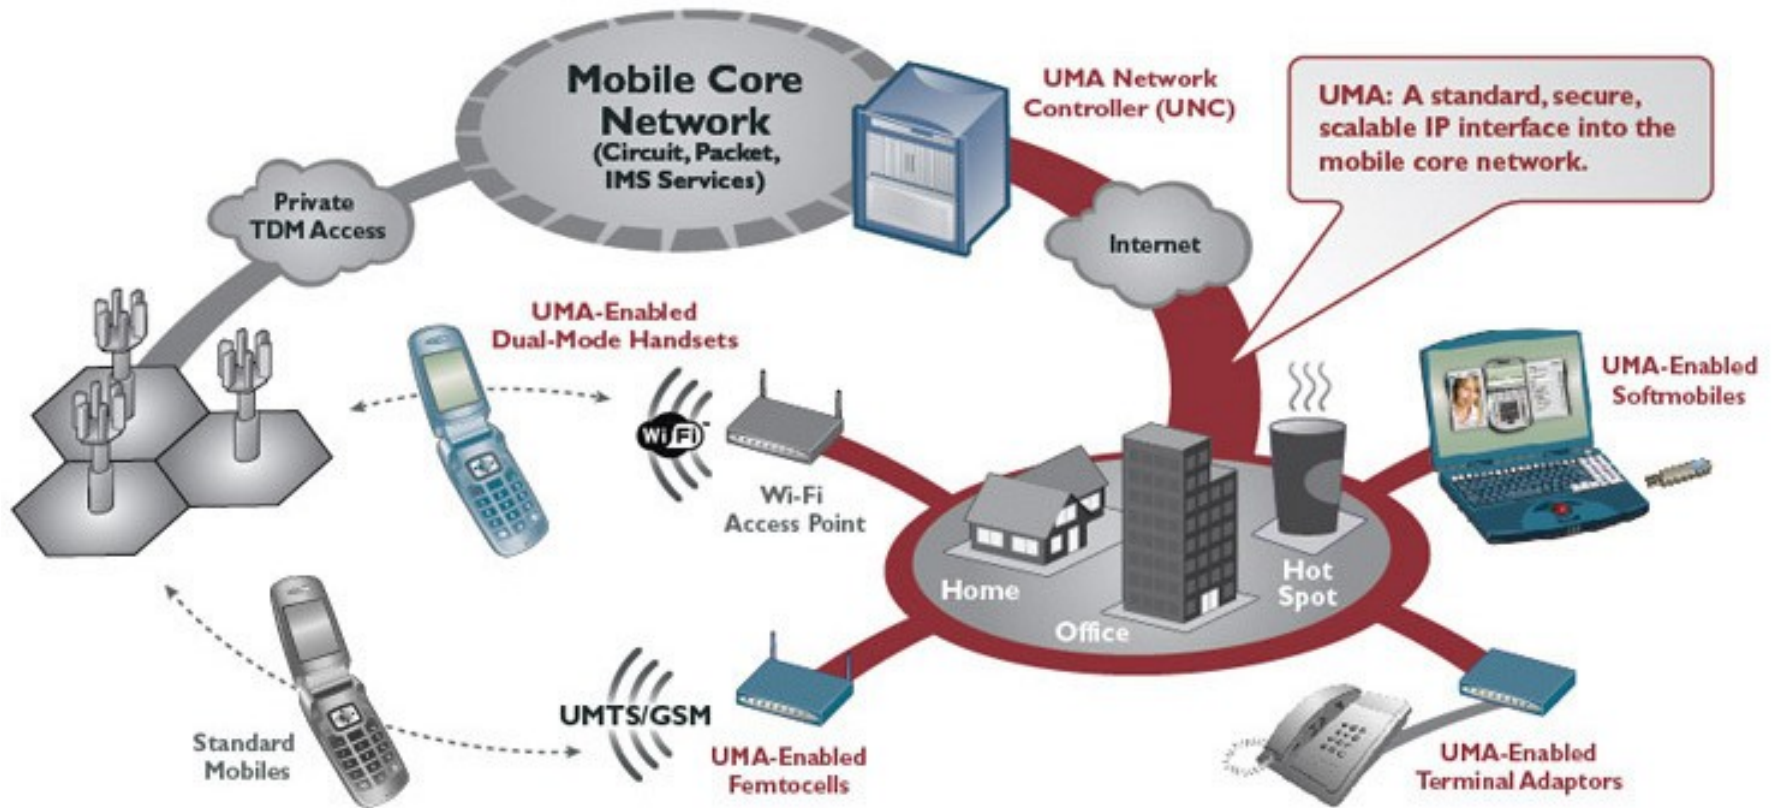 Mobile Core
Network
(Circuit, Packet,
IMS Services)
UMA Network
Controller (UNC)
UMA: A standard, secure,
scalable IP interface into the
mobile core network.
Private
TDM Access
Internet
UMA-Enabled
Dual-Mode Handsets
UMA-Enabled
Softmobiles
Wi Fi™
Wi-Fi
Access Point
Home
Office
Hot
Spot
UMTS/GSM
Standard
Mobiles
UMA-Enabled
Femtocells
UMA-Enabled
Terminal Adaptors